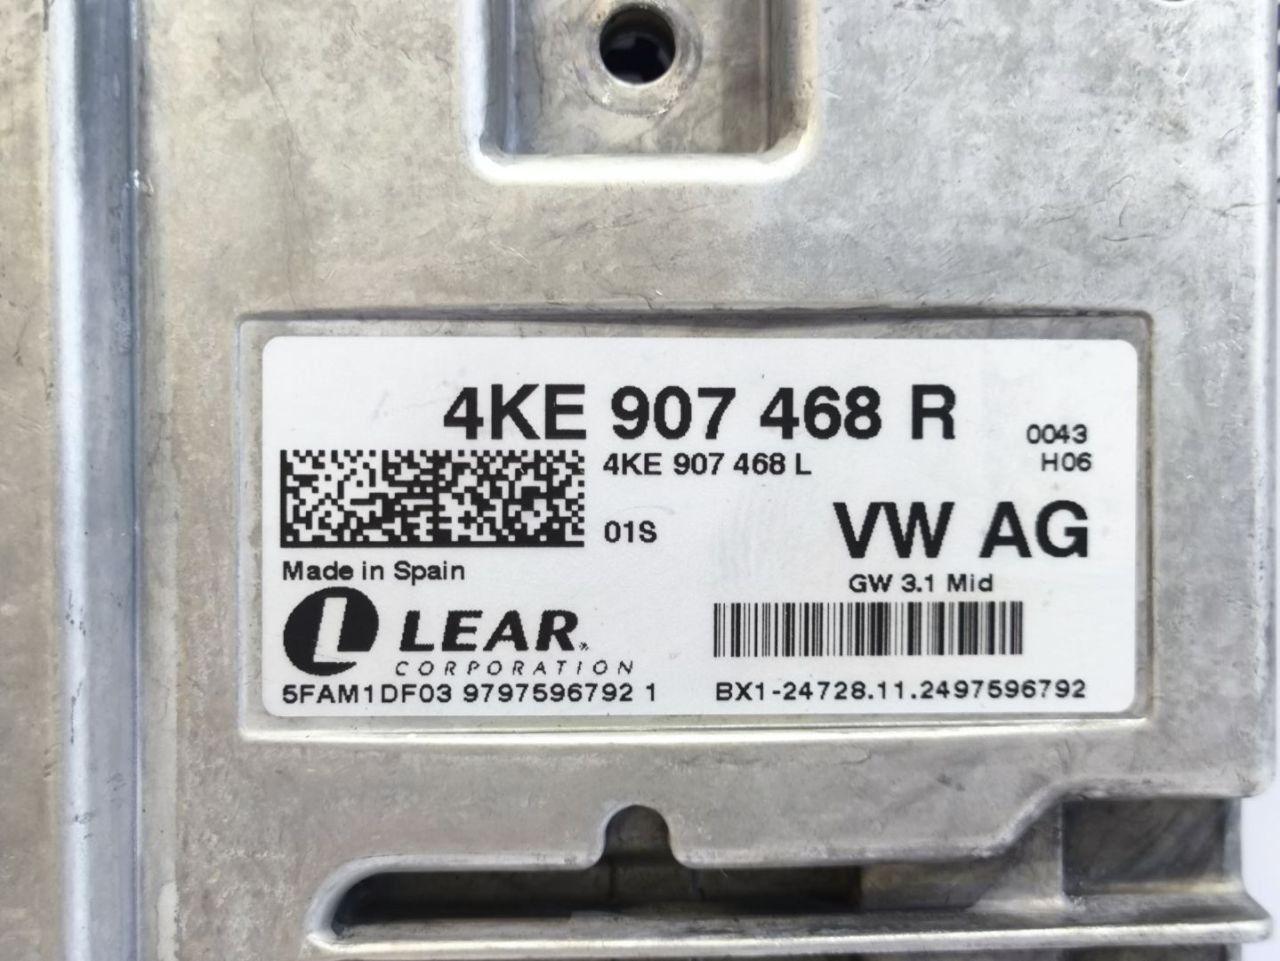 4KE 907 468 R
0043
4KE 907 468 L
H06
01S
VW AG
Made in Spain
GW 3.1 Mid
LEAR
CORPORATION
5FAM1DF03 9797596792 1
BX1-24728.11.2497596792